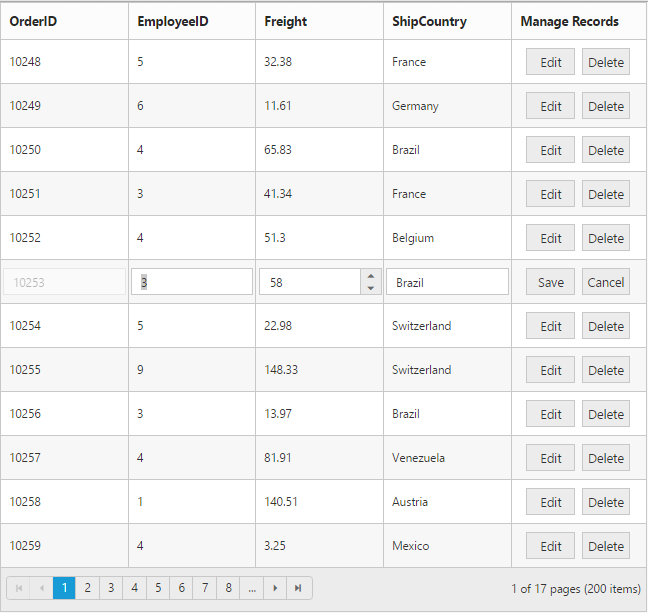 OrderID EmployeeID Freight ShipCountry Manage Records
10248 5 32.38 France Edit Delete
10249 6 11.61 Germany Edit Delete
10250 4 65.83 Brazil Edit Delete
10251 3 41.34 France Edit Delete
10252 4 51.3 Belgium Edit Delete
10253 3 58 Brazil Save Cancel
10254 5 22.98 Switzerland Edit Delete
10255 9 148.33 Switzerland Edit Delete
10256 3 13.97 Brazil Edit Delete
10257 4 81.91 Venezuela Edit Delete
10258 1 140.51 Austria Edit Delete
10259 4 3.25 Mexico Edit Delete
1 2 3 4 5 6 7 8 ... 1 of 17 pages (200 items)